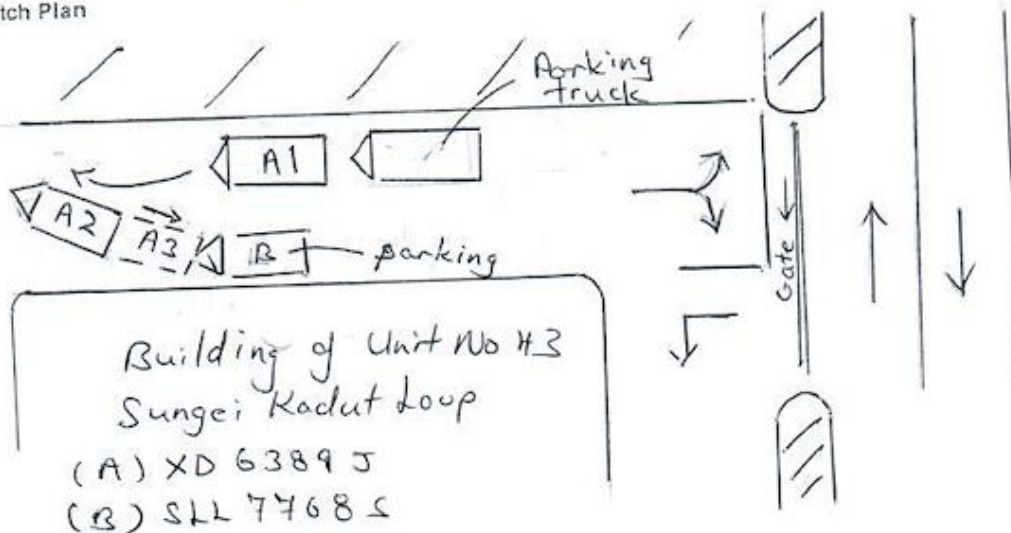 tch Plan
Parking
truck
A1
A2
A3
B
parking
Gate
Building of Unit No 43
Sungei Kadut Loop
(A) XD 6389 J
(B) SLL 7768 S